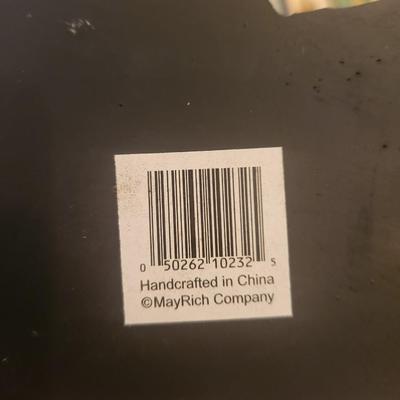 0 50262 10232 5
Handcrafted in China
©MayRich Company